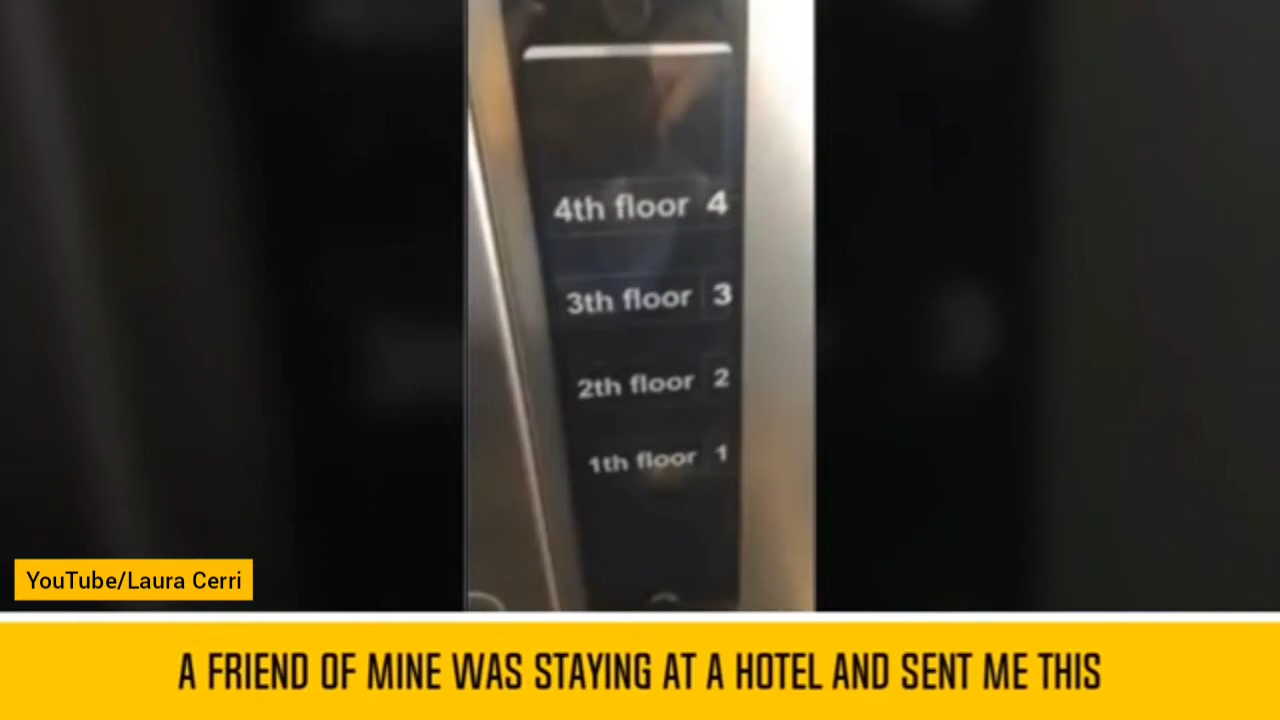 4th floor 4
3th floor 3
2th floor 2
1th floor 1
YouTube/Laura Cerri
A FRIEND OF MINE WAS STAYING AT A HOTEL AND SENT ME THIS